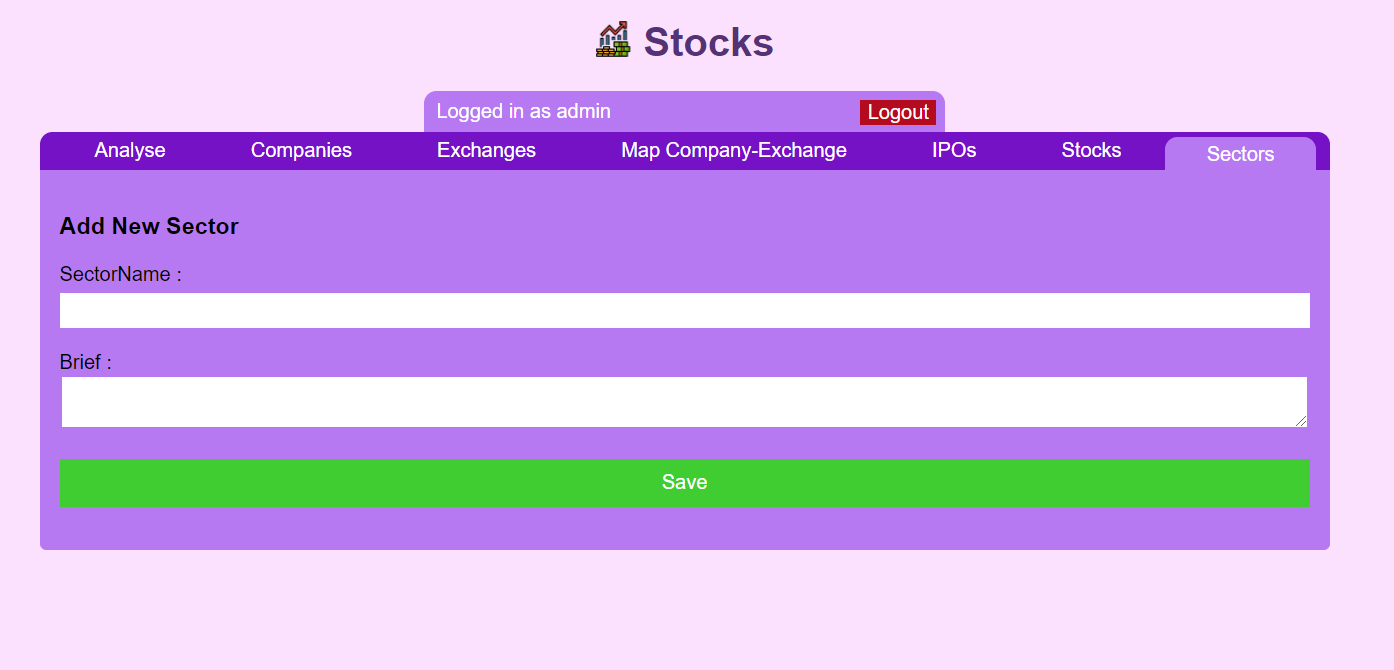 Stocks
Logged in as admin Logout
Analyse Companies Exchanges Map Company-Exchange IPOs Stocks Sectors
Add New Sector
SectorName :
Brief :
Save